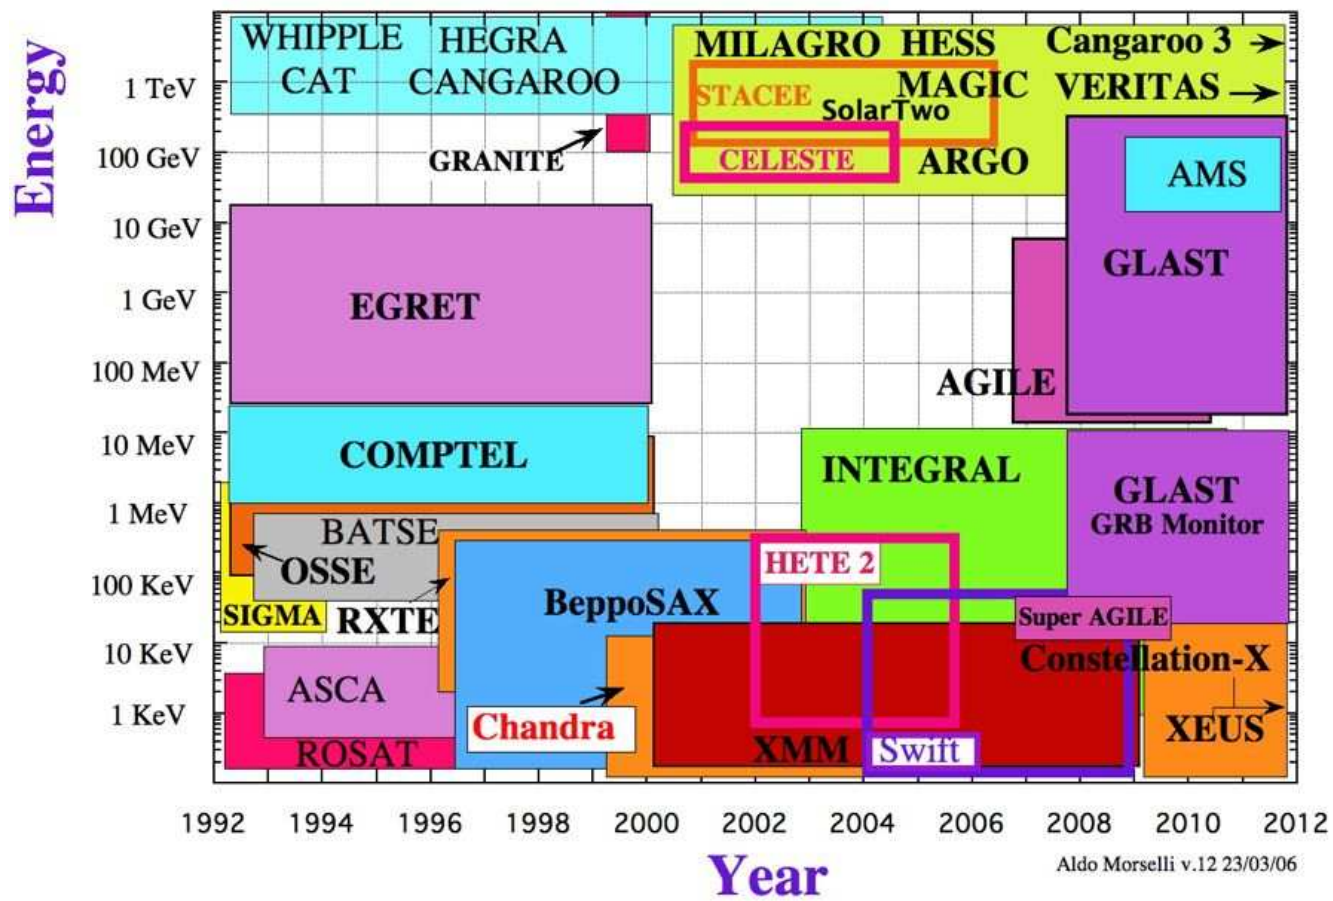 Energy
WHIPPLE HEGRA MILAGRO HESS Cangaroo 3
1 TeV CAT CANGAROO STACEE MAGIC VERITAS
SolarTwo
100 GeV GRANITE CELESTE ARGO AMS
10 GeV
GLAST
1 GeV EGRET
100 MeV AGILE
10 MeV COMPTEL INTEGRAL
GLAST
1 MeV GRB Monitor
BATSE
100 KeV OSSE HETE 2
SIGMA RXTE BeppoSAX Super AGILE
10 KeV Constellation-X
ASCA
1 KeV Chandra XEUS
ROSAT XMM Swift
1992 1994 1996 1998 2000 2002 2004 2006 2008 2010 2012
Year
Aldo Morselli v.12 23/03/06